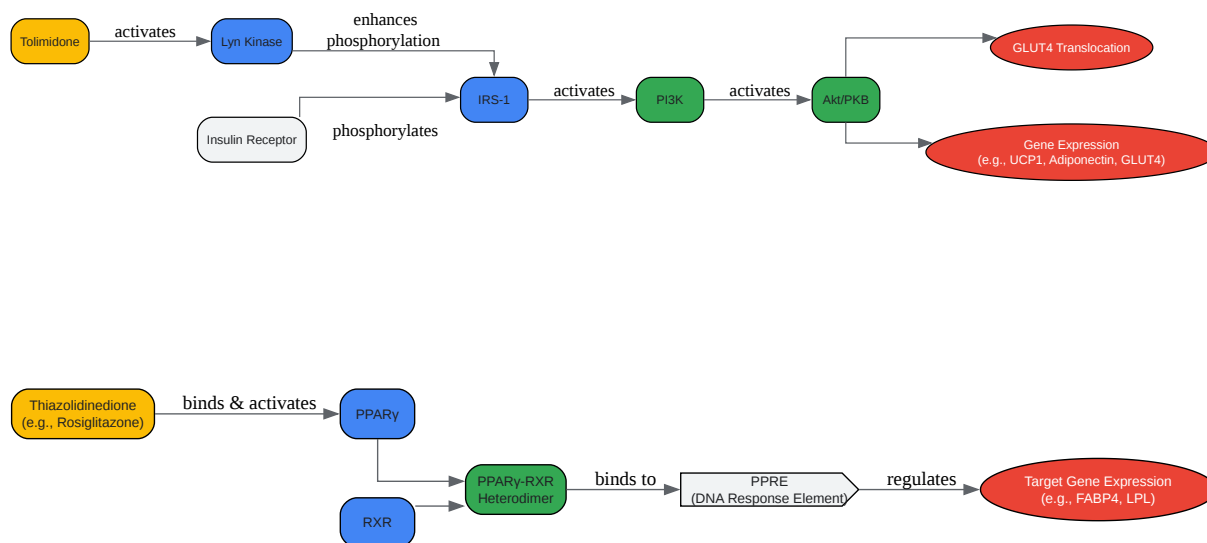 Tolimidone
activates
Lyn Kinase
enhances
phosphorylation
Insulin Receptor
phosphorylates
IRS-1
activates
PI3K
activates
Akt/PKB
GLUT4 Translocation
Gene Expression
(e.g., UCP1, Adiponectin, GLUT4)
Thiazolidinedione
(e.g., Rosiglitazone)
binds & activates
PPARγ
RXR
PPARγ-RXR
Heterodimer
binds to
PPRE
(DNA Response Element)
regulates
Target Gene Expression
(e.g., FABP4, LPL)